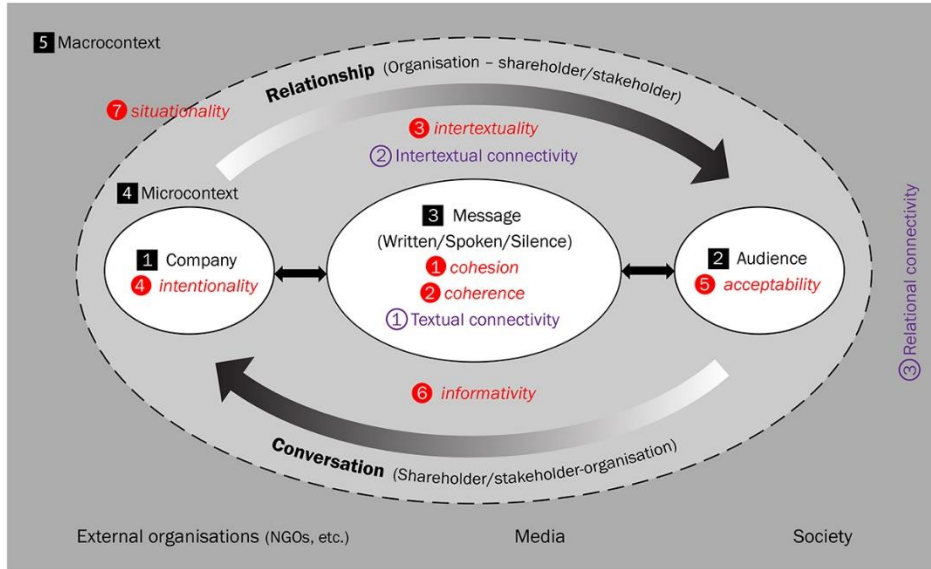 5 Macrocontext
Relationship (Organisation – shareholder/stakeholder)
7 situationality
3 intertextuality
2 Intertextual connectivity
4 Microcontext
3 Message
(Written/Spoken/Silence)
1 Company
4 intentionality
1 cohesion
2 coherence
1 Textual connectivity
2 Audience
5 acceptability
3 Relational connectivity
6 informativity
Conversation (Shareholder/stakeholder-organisation)
External organisations (NGOs, etc.)
Media
Society